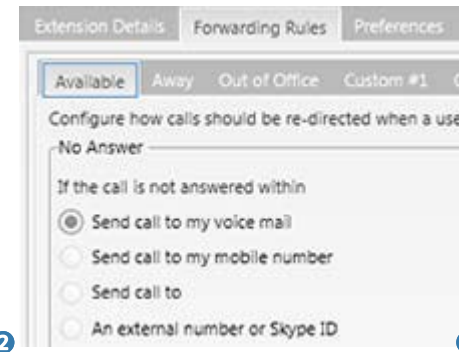 Extension Details Forwarding Rules Preferences
Available Away Out of Office Custom #1
Configure how calls should be re-directed when a use
No Answer
If the call is not answered within
Send call to my voice mail
Send call to my mobile number
Send call to
An external number or Skype ID
2